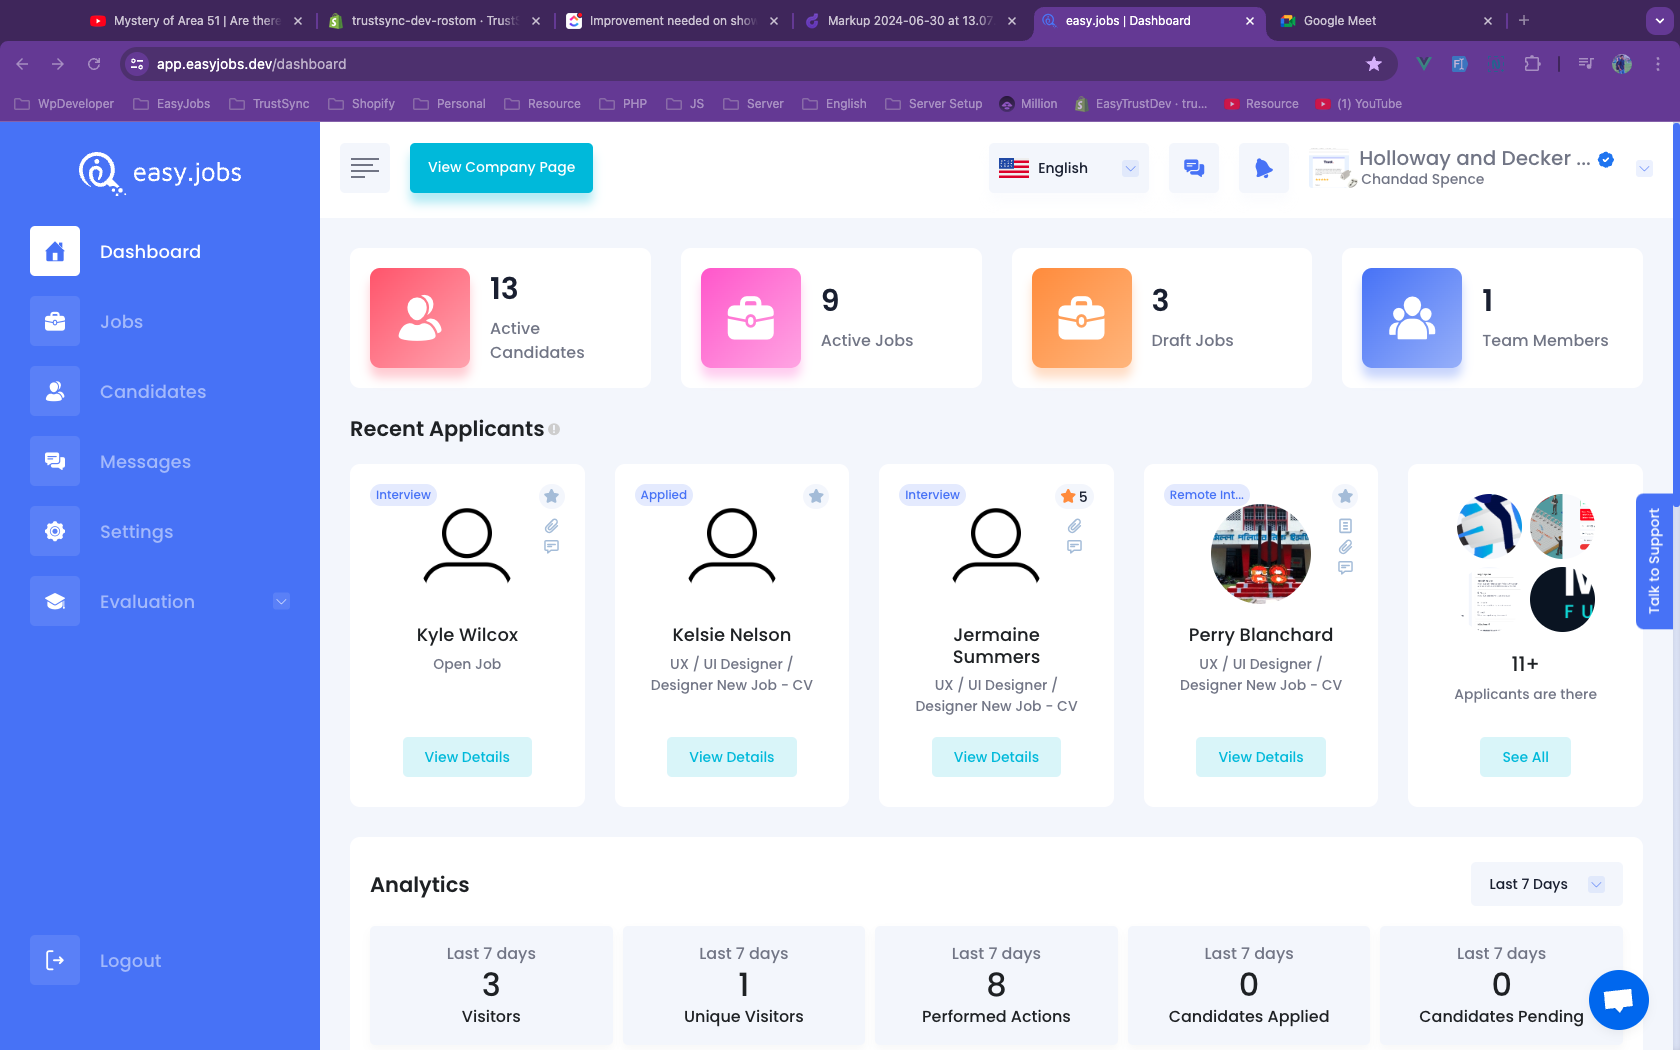 Mystery of Area 51 | Are there
trustsync-dev-rostom · TrustS
Improvement needed on show
Markup 2024-06-30 at 13.07
easy.jobs | Dashboard
Google Meet
app.easyjobs.dev/dashboard
WpDeveloper
EasyJobs
TrustSync
Shopify
Personal
Resource
PHP
JS
Server
English
Server Setup
Million
EasyTrustDev · tru...
Resource
(1) YouTube
easy.jobs
View Company Page
English
Holloway and Decker ...
Chandad Spence
Dashboard
Jobs
Candidates
Messages
Settings
Evaluation
Logout
13
Active
Candidates
9
Active Jobs
3
Draft Jobs
1
Team Members
Recent Applicants
Interview
Kyle Wilcox
Open Job
View Details
Applied
Kelsie Nelson
UX / UI Designer /
Designer New Job - CV
View Details
Interview
5
Jermaine
Summers
UX / UI Designer /
Designer New Job - CV
View Details
Remote Int...
Perry Blanchard
UX / UI Designer /
Designer New Job - CV
View Details
11+
Applicants are there
See All
Talk to Support
Analytics
Last 7 Days
Last 7 days
3
Visitors
Last 7 days
1
Unique Visitors
Last 7 days
8
Performed Actions
Last 7 days
0
Candidates Applied
Last 7 days
0
Candidates Pending